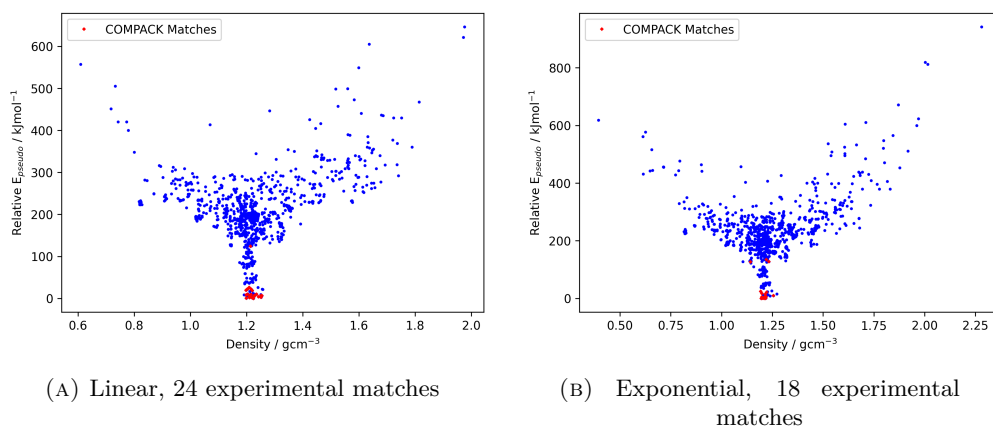 COMPACK Matches
Relative E_pseudo / kJmol⁻¹
600
500
400
300
200
100
0
0.6 0.8 1.0 1.2 1.4 1.6 1.8 2.0
Density / gcm⁻³
(A) Linear, 24 experimental matches
COMPACK Matches
Relative E_pseudo / kJmol⁻¹
800
600
400
200
0
0.50 0.75 1.00 1.25 1.50 1.75 2.00 2.25
Density / gcm⁻³
(B) Exponential, 18 experimental
matches